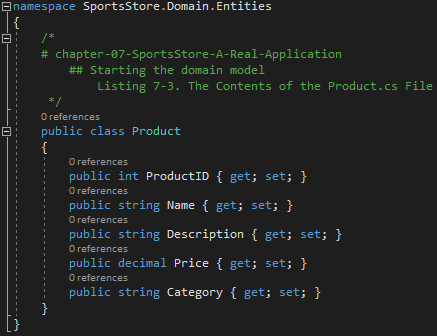 namespace SportsStore.Domain.Entities
{
/*
# chapter-07-SportsStore-A-Real-Application
## Starting the domain model
Listing 7-3. The Contents of the Product.cs File
*/
0 references
public class Product
{
0 references
public int ProductID { get; set; }
0 references
public string Name { get; set; }
0 references
public string Description { get; set; }
0 references
public decimal Price { get; set; }
0 references
public string Category { get; set; }
}
}